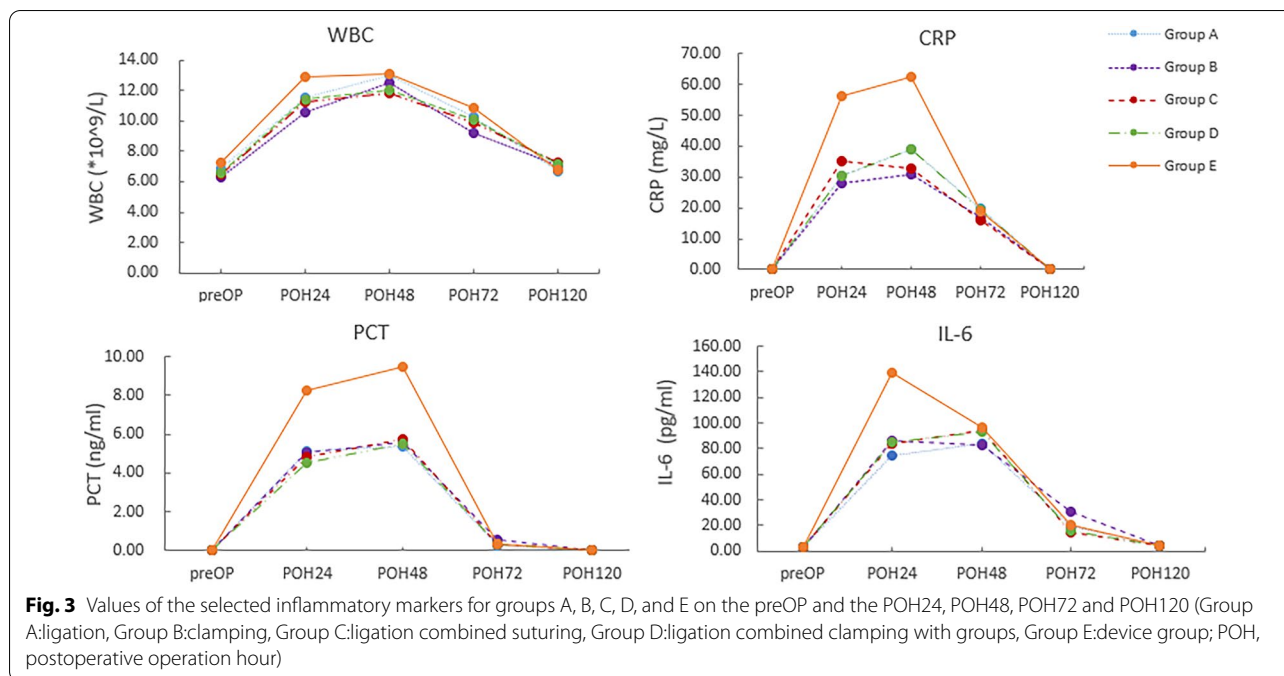 WBC
14.00
12.00
10.00
8.00
6.00
4.00
2.00
0.00
WBC (*10^9/L)
preOP POH24 POH48 POH72 POH120
CRP
70.00
60.00
50.00
40.00
30.00
20.00
10.00
0.00
CRP (mg/L)
preOP POH24 POH48 POH72 POH120
Group A
Group B
Group C
Group D
Group E
PCT
10.00
8.00
6.00
4.00
2.00
0.00
PCT (ng/ml)
preOP POH24 POH48 POH72 POH120
IL-6
160.00
140.00
120.00
100.00
80.00
60.00
40.00
20.00
0.00
IL-6 (pg/ml)
preOP POH24 POH48 POH72 POH120
Fig. 3 Values of the selected inflammatory markers for groups A, B, C, D, and E on the preOP and the POH24, POH48, POH72 and POH120 (Group
A:ligation, Group B:clamping, Group C:ligation combined suturing, Group D:ligation combined clamping with groups, Group E:device group; POH,
postoperative operation hour)